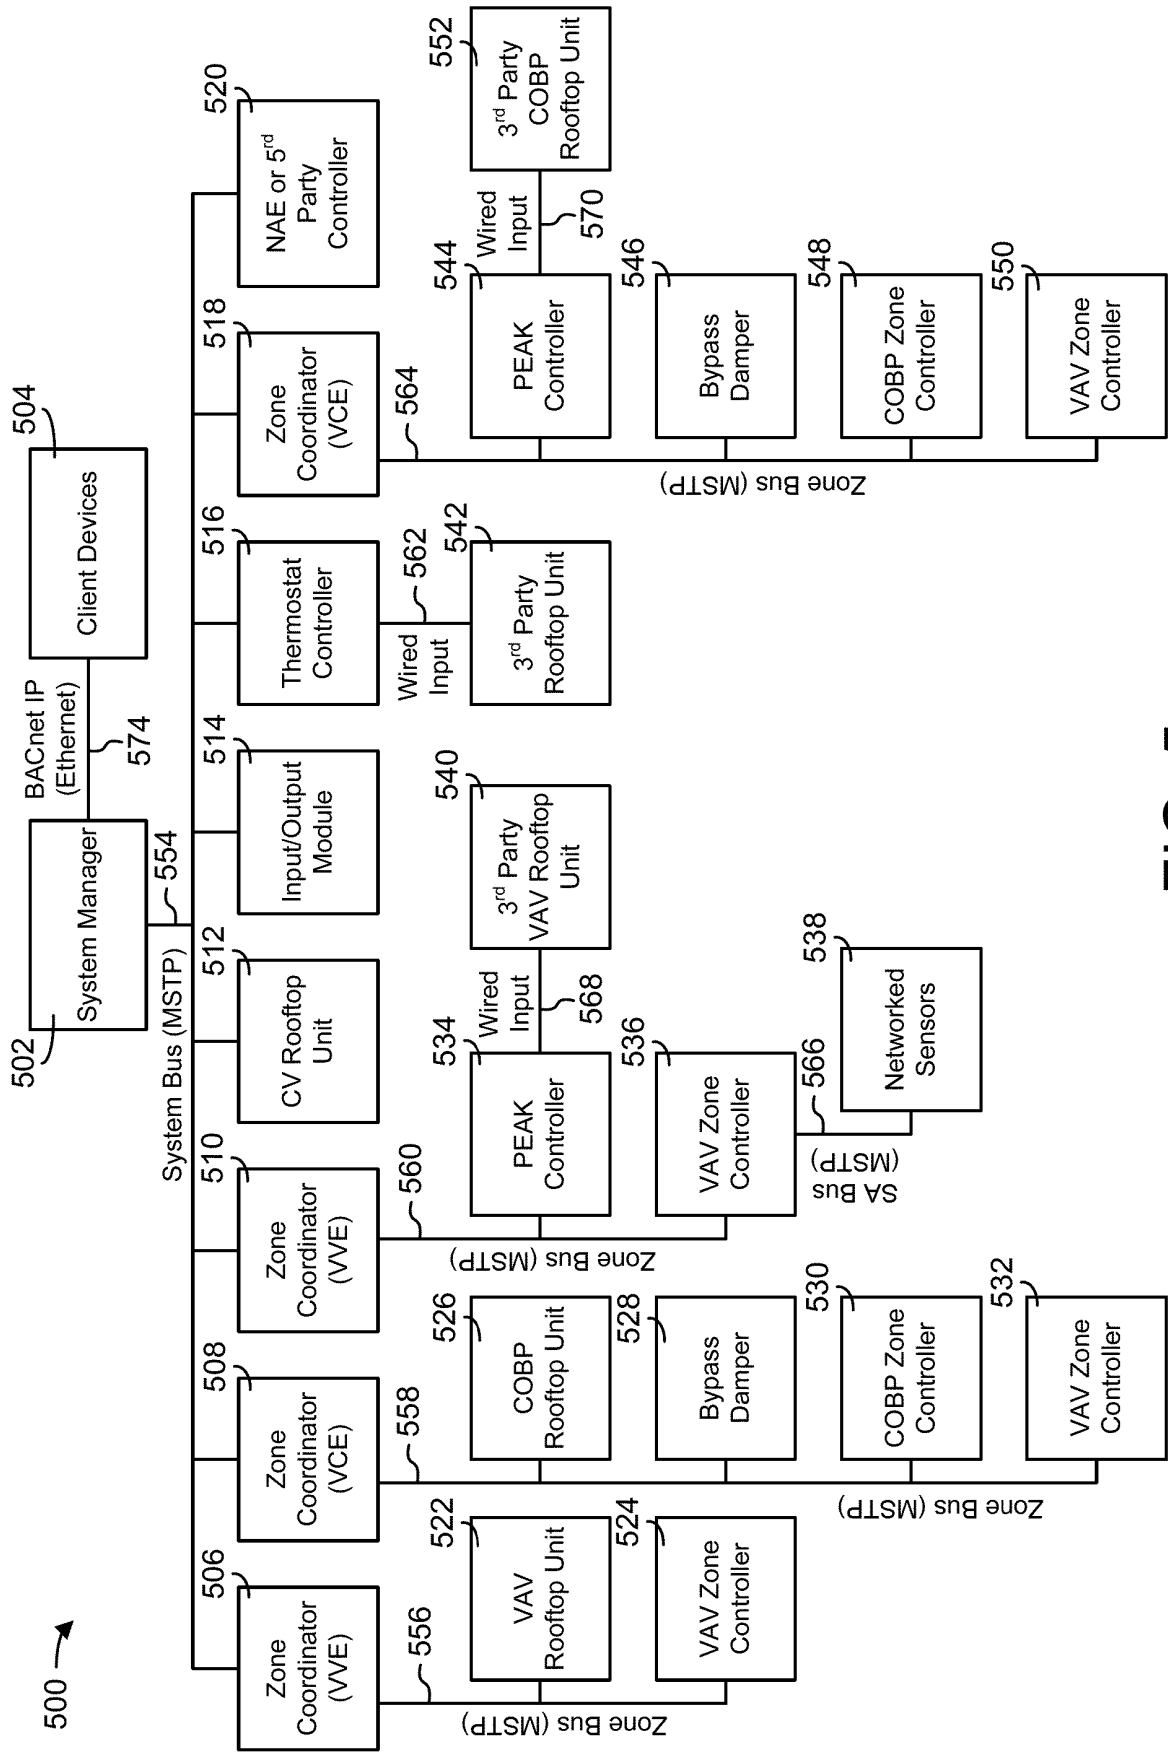 500
502
System Manager
BACnet IP
(Ethernet)
574
504
Client Devices
554
System Bus (MSTP)
506
Zone
Coordinator
(VVE)
508
Zone
Coordinator
(VCE)
510
Zone
Coordinator
(VVE)
512
CV Rooftop
Unit
514
Input/Output
Module
516
Thermostat
Controller
518
Zone
Coordinator
(VCE)
520
NAE or 5rd
Party
Controller
556
Zone Bus (MSTP)
522
VAV
Rooftop Unit
524
VAV Zone
Controller
558
Zone Bus (MSTP)
526
COBP
Rooftop Unit
528
Bypass
Damper
530
COBP Zone
Controller
532
VAV Zone
Controller
560
Zone Bus (MSTP)
534
PEAK
Controller
Wired
Input
568
540
3rd Party
VAV Rooftop
Unit
536
VAV Zone
Controller
566
SA Bus
(MSTP)
538
Networked
Sensors
Wired
Input
562
542
3rd Party
Rooftop Unit
564
Zone Bus (MSTP)
544
PEAK
Controller
Wired
Input
570
552
3rd Party
COBP
Rooftop Unit
546
Bypass
Damper
548
COBP Zone
Controller
550
VAV Zone
Controller